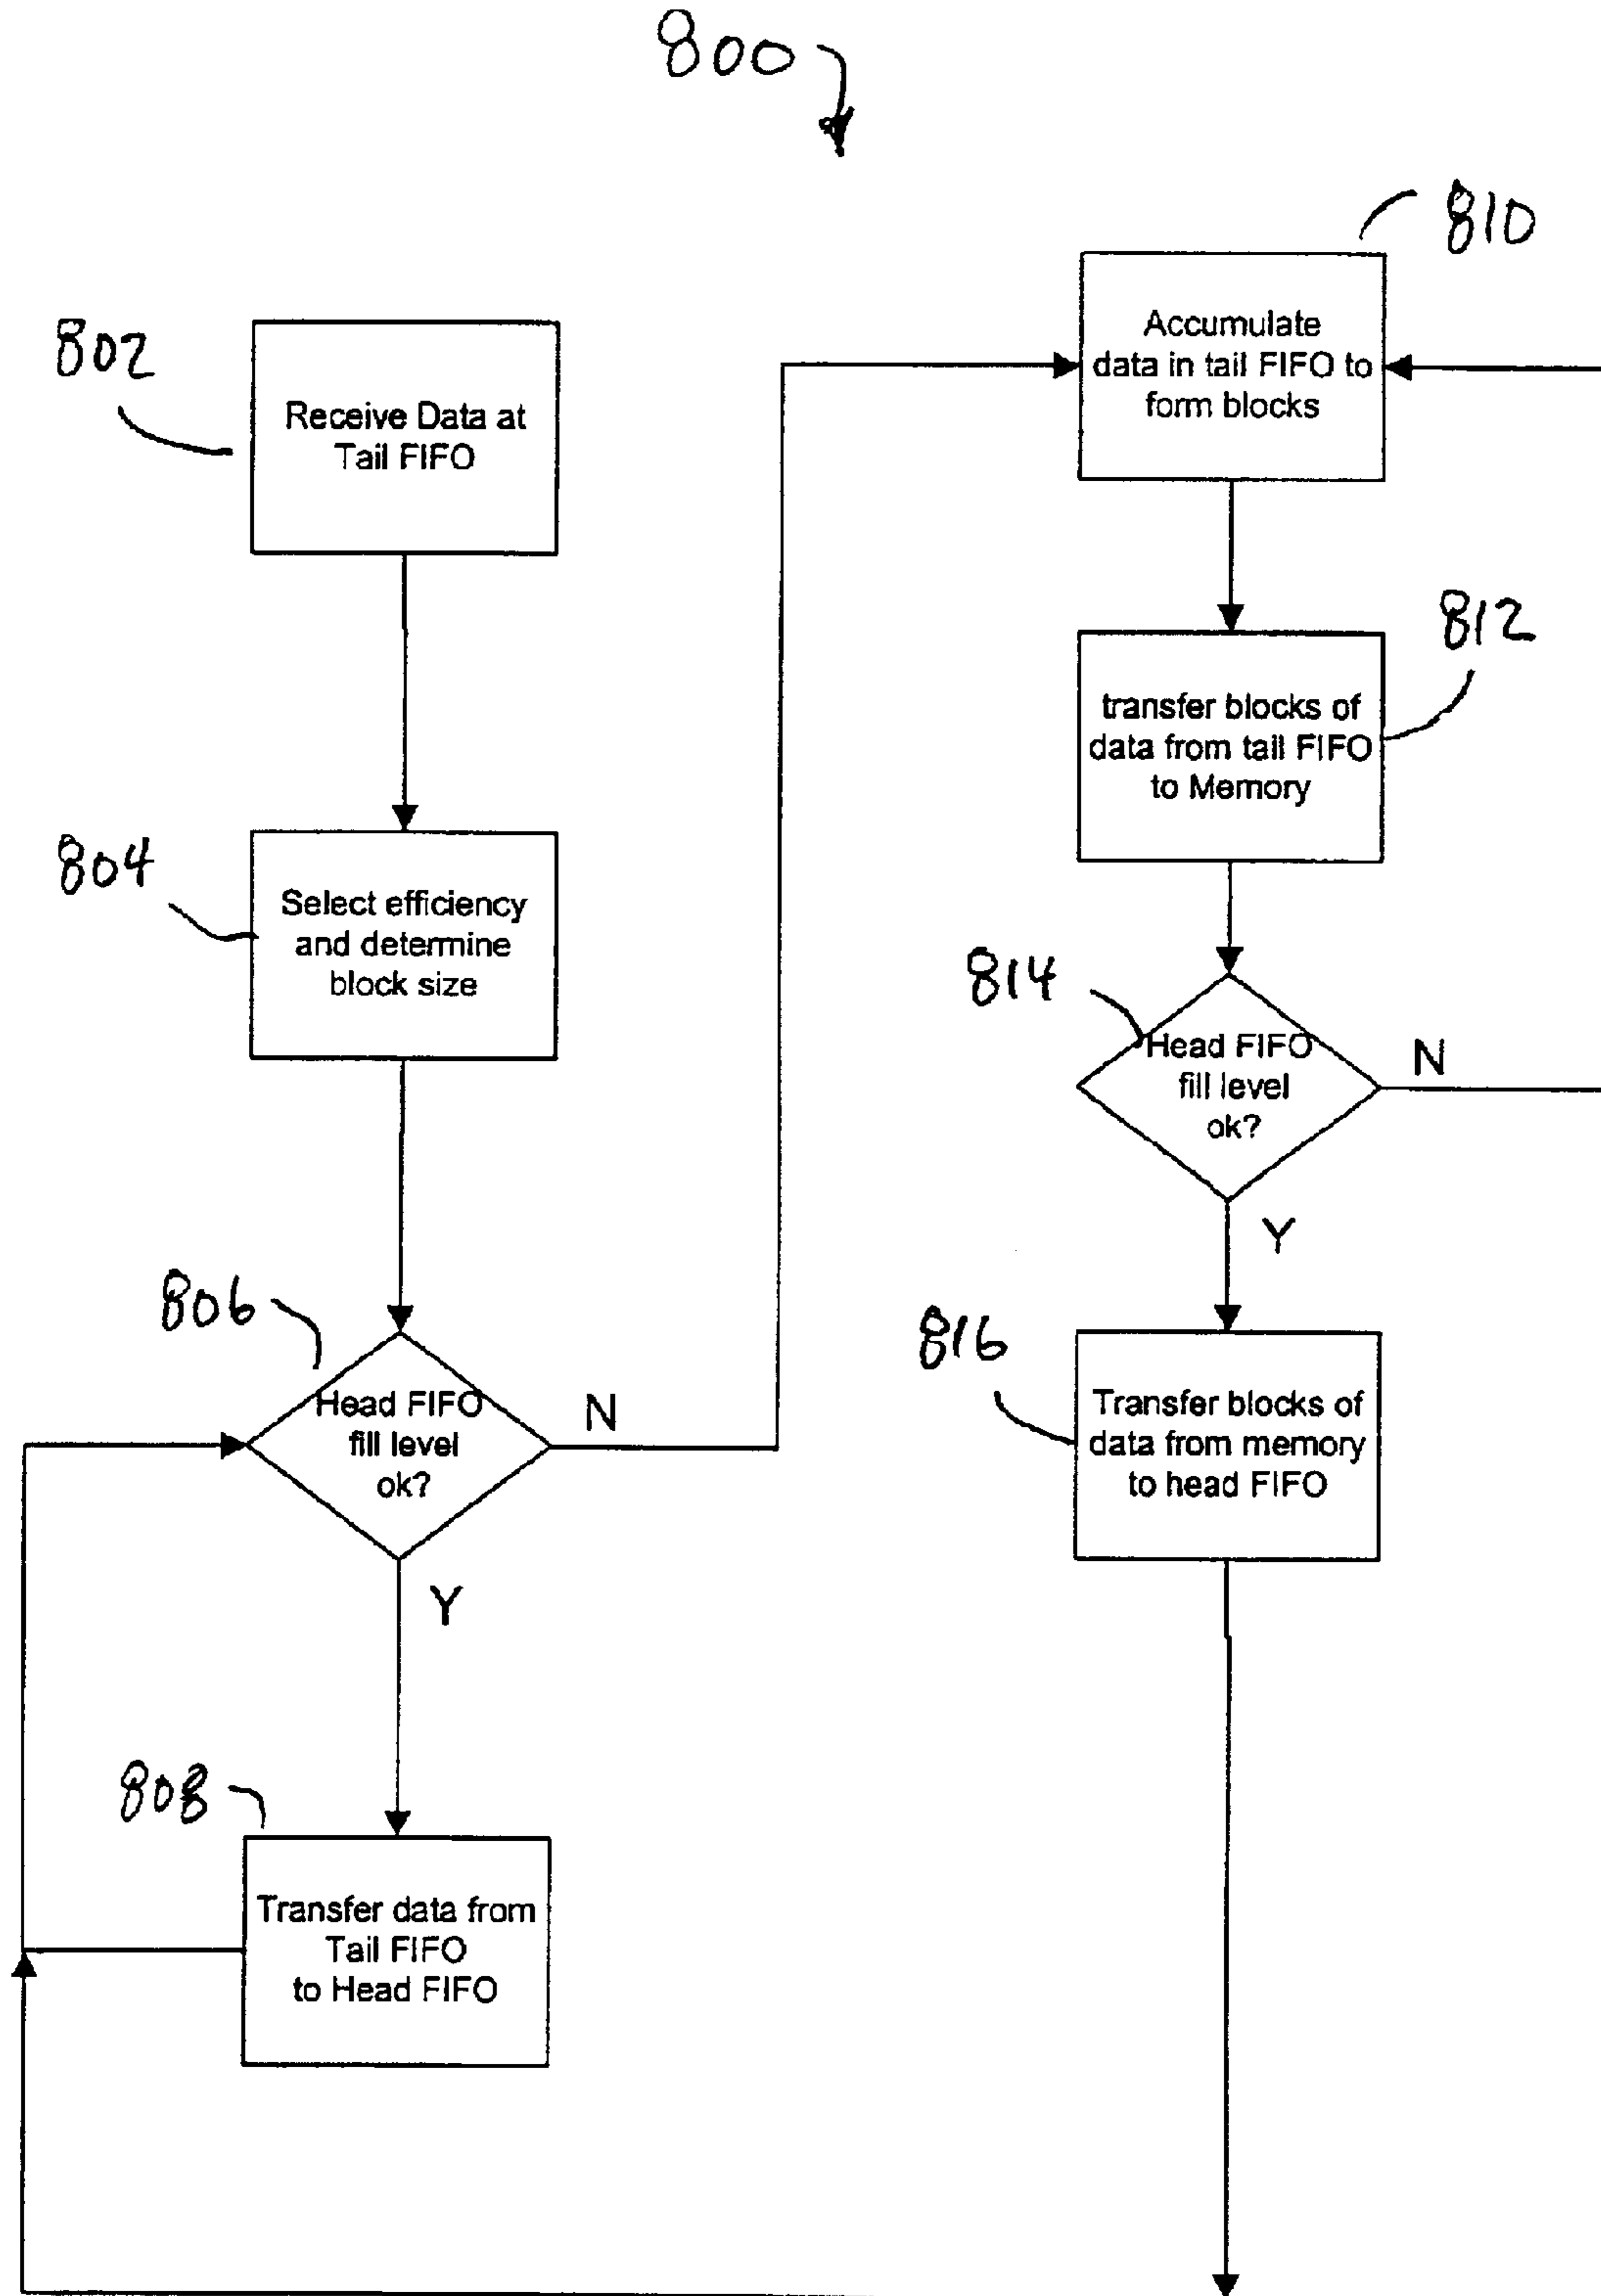 800
802
Receive Data at
Tail FIFO
804
Select efficiency
and determine
block size
806
Head FIFO
fill level
ok?
N
Y
808
Transfer data from
Tail FIFO
to Head FIFO
810
Accumulate
data in tail FIFO to
form blocks
812
transfer blocks of
data from tail FIFO
to Memory
814
Head FIFO
fill level
ok?
N
Y
816
Transfer blocks of
data from memory
to head FIFO